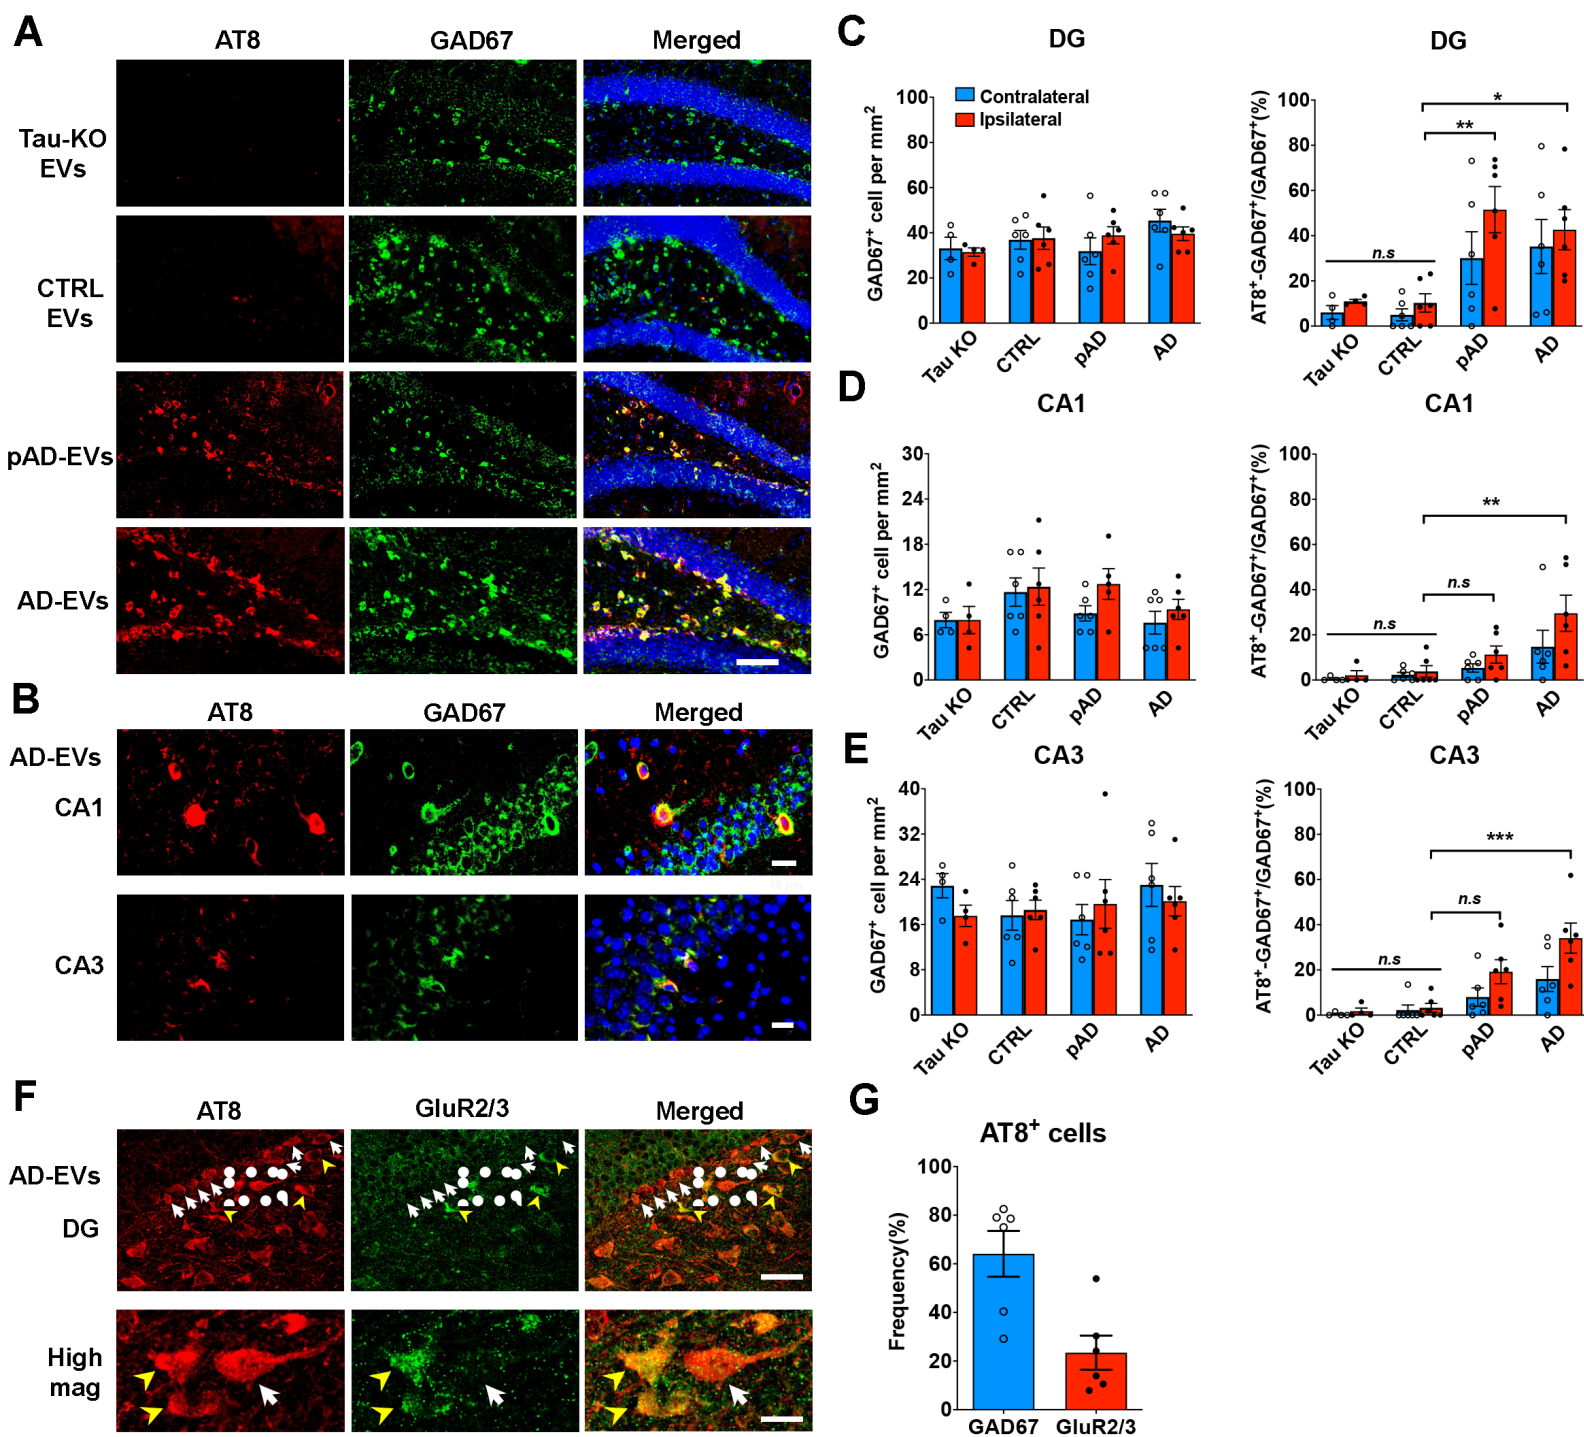 A
AT8 GAD67 Merged
Tau-KO
EVs
CTRL
EVs
pAD-EVs
AD-EVs
B
AT8 GAD67 Merged
AD-EVs
CA1
CA3
F
AT8 GluR2/3 Merged
AD-EVs
DG
High
mag
C
DG
GAD67⁺ cell per mm²
100
80
60
40
20
0
Contralateral
Ipsilateral
Tau KO CTRL pAD AD
DG
AT8⁺-GAD67⁺/GAD67⁺(%)
100
80
60
40
20
0
*
**
n.s
Tau KO CTRL pAD AD
D
CA1
GAD67⁺ cell per mm²
30
24
18
12
6
0
Tau KO CTRL pAD AD
CA1
AT8⁺-GAD67⁺/GAD67⁺(%)
100
80
60
40
20
0
**
n.s
n.s
Tau KO CTRL pAD AD
E
CA3
GAD67⁺ cell per mm²
40
32
24
16
8
0
Tau KO CTRL pAD AD
CA3
AT8⁺-GAD67⁺/GAD67⁺(%)
100
80
60
40
20
0
***
n.s
n.s
Tau KO CTRL pAD AD
G
AT8⁺ cells
Frequency(%)
100
80
60
40
20
0
GAD67 GluR2/3